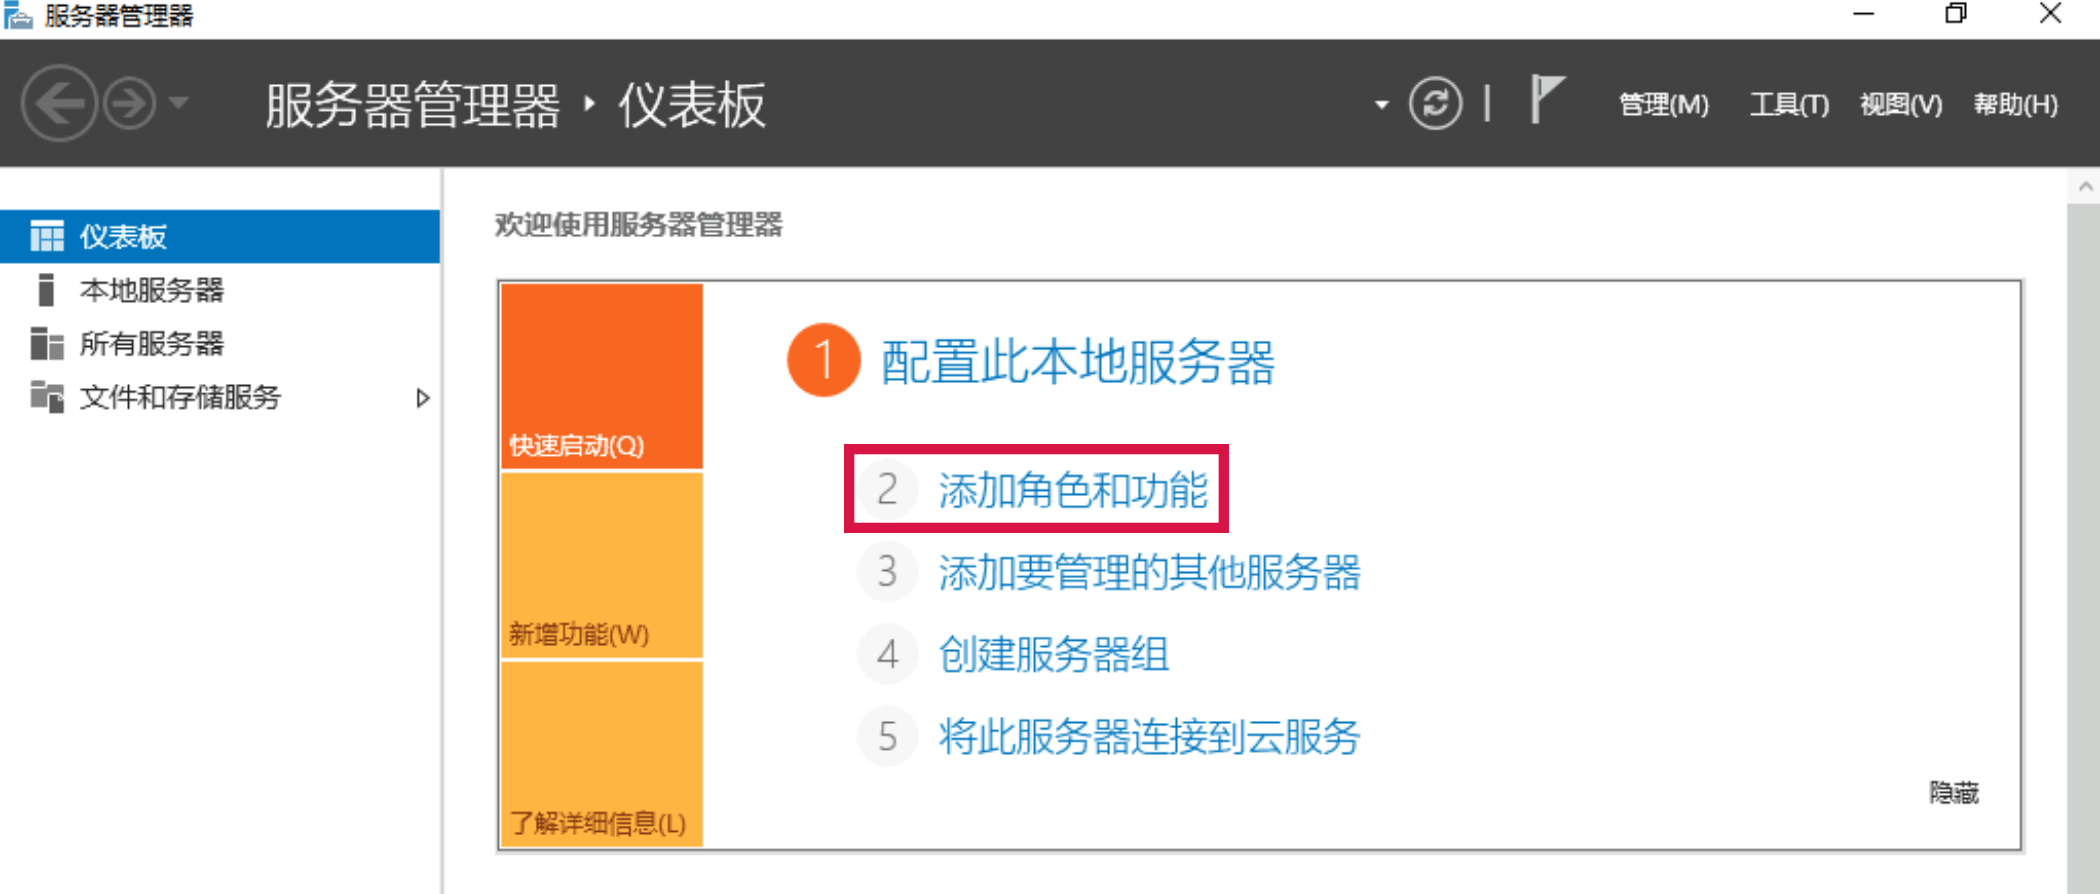 服务器管理器
服务器管理器 · 仪表板
管理(M) 工具(T) 视图(V) 帮助(H)
仪表板
本地服务器
所有服务器
文件和存储服务
欢迎使用服务器管理器
快速启动(Q)
新增功能(W)
了解详细信息(L)
1 配置此本地服务器
2 添加角色和功能
3 添加要管理的其他服务器
4 创建服务器组
5 将此服务器连接到云服务
隐藏